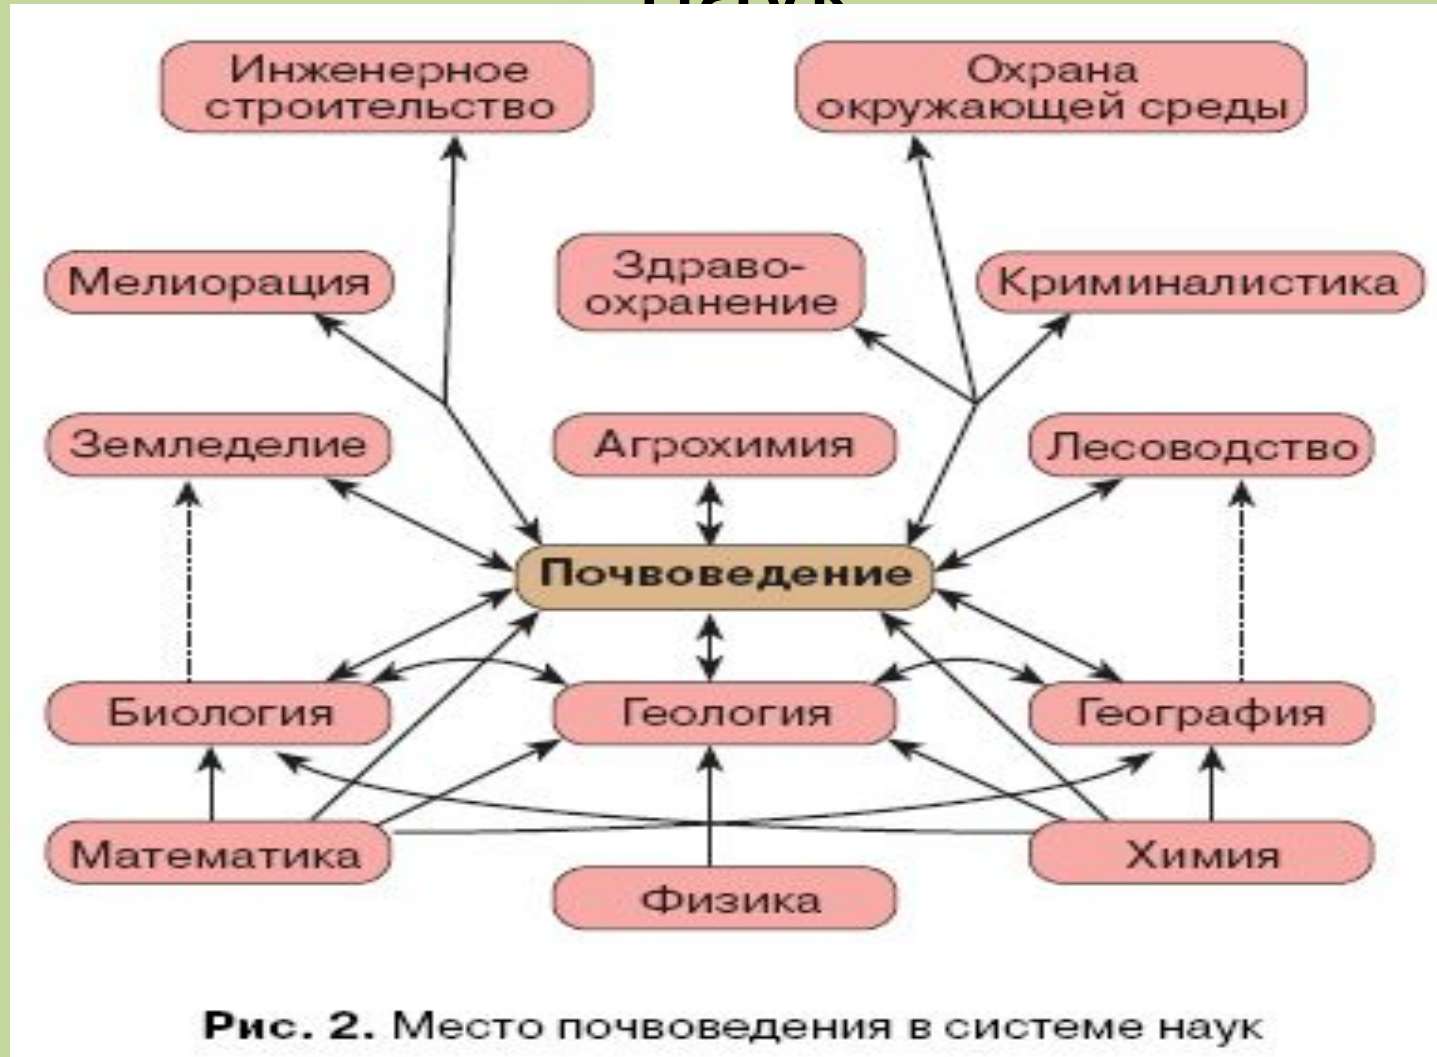 Инженерное
строительство
Охрана
окружающей среды
Мелиорация
Здраво-
охранение
Криминалистика
Земледелие
Агрохимия
Лесоводство
Почвоведение
Биология
Геология
География
Математика
Физика
Химия
Рис. 2. Место почвоведения в системе наук